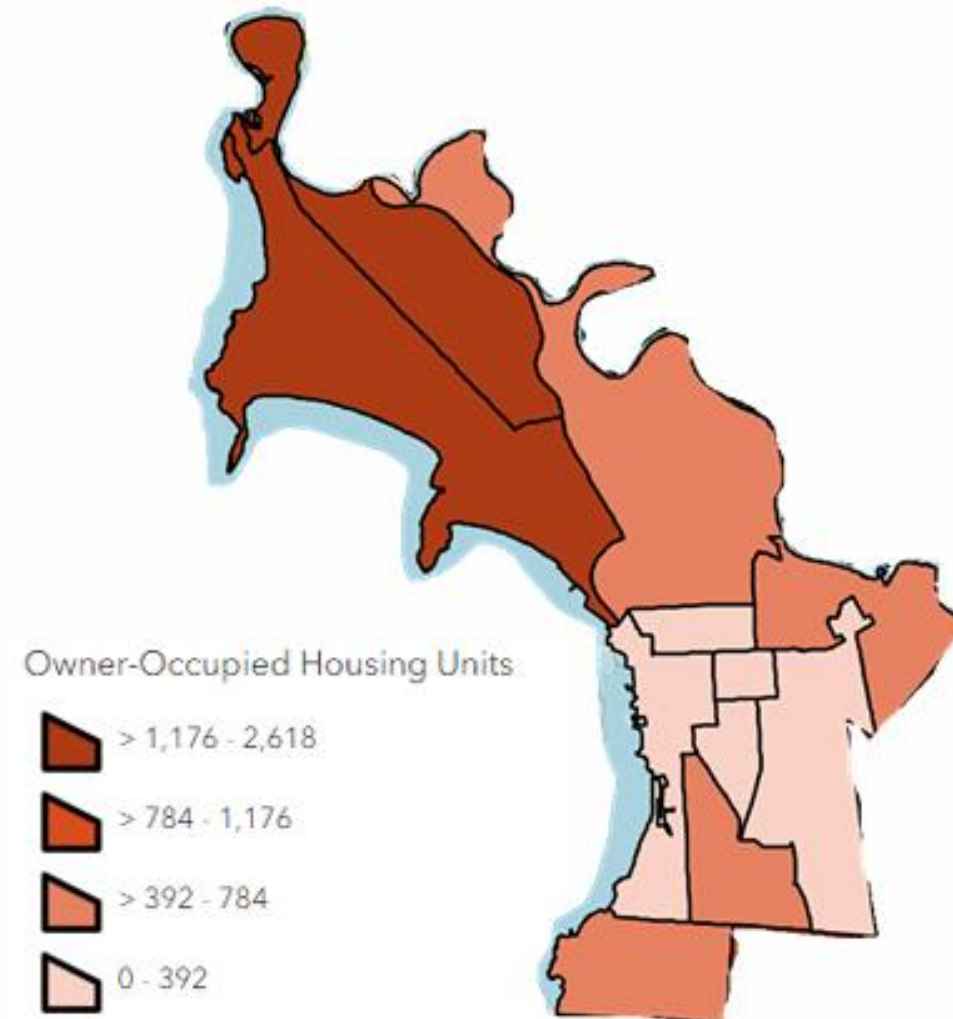 Owner-Occupied Housing Units
> 1,176 - 2,618
> 784 - 1,176
> 392 - 784
0 - 392